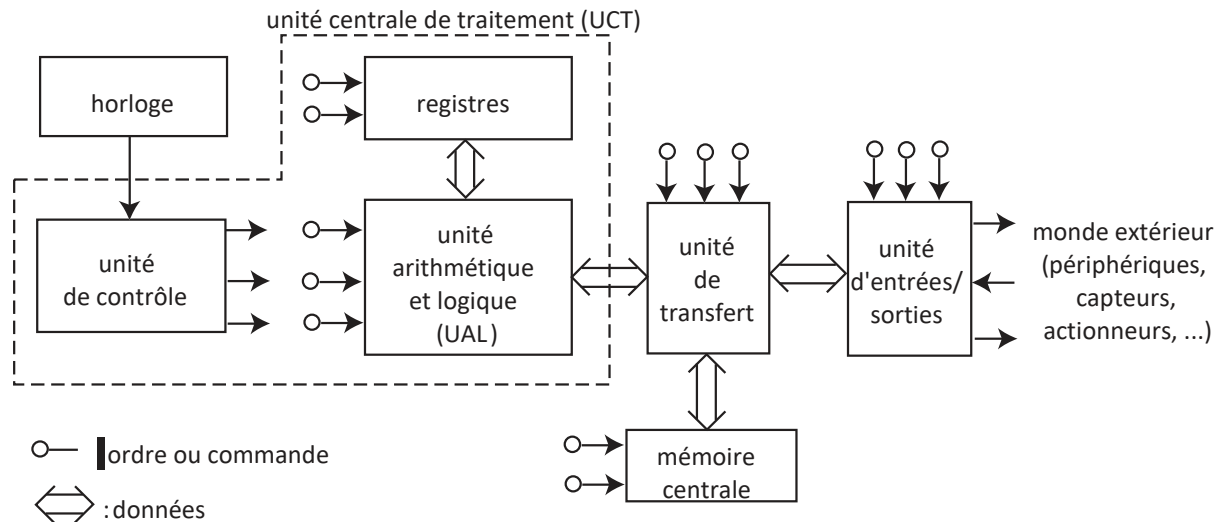 unité centrale de traitement (UCT)
horloge
registres
unité
de contrôle
unité
arithmétique
et logique
(UAL)
unité
de
transfert
unité
d'entrées/
sorties
monde extérieur
(périphériques,
capteurs,
actionneurs, ...)
mémoire
centrale
ordre ou commande
: données